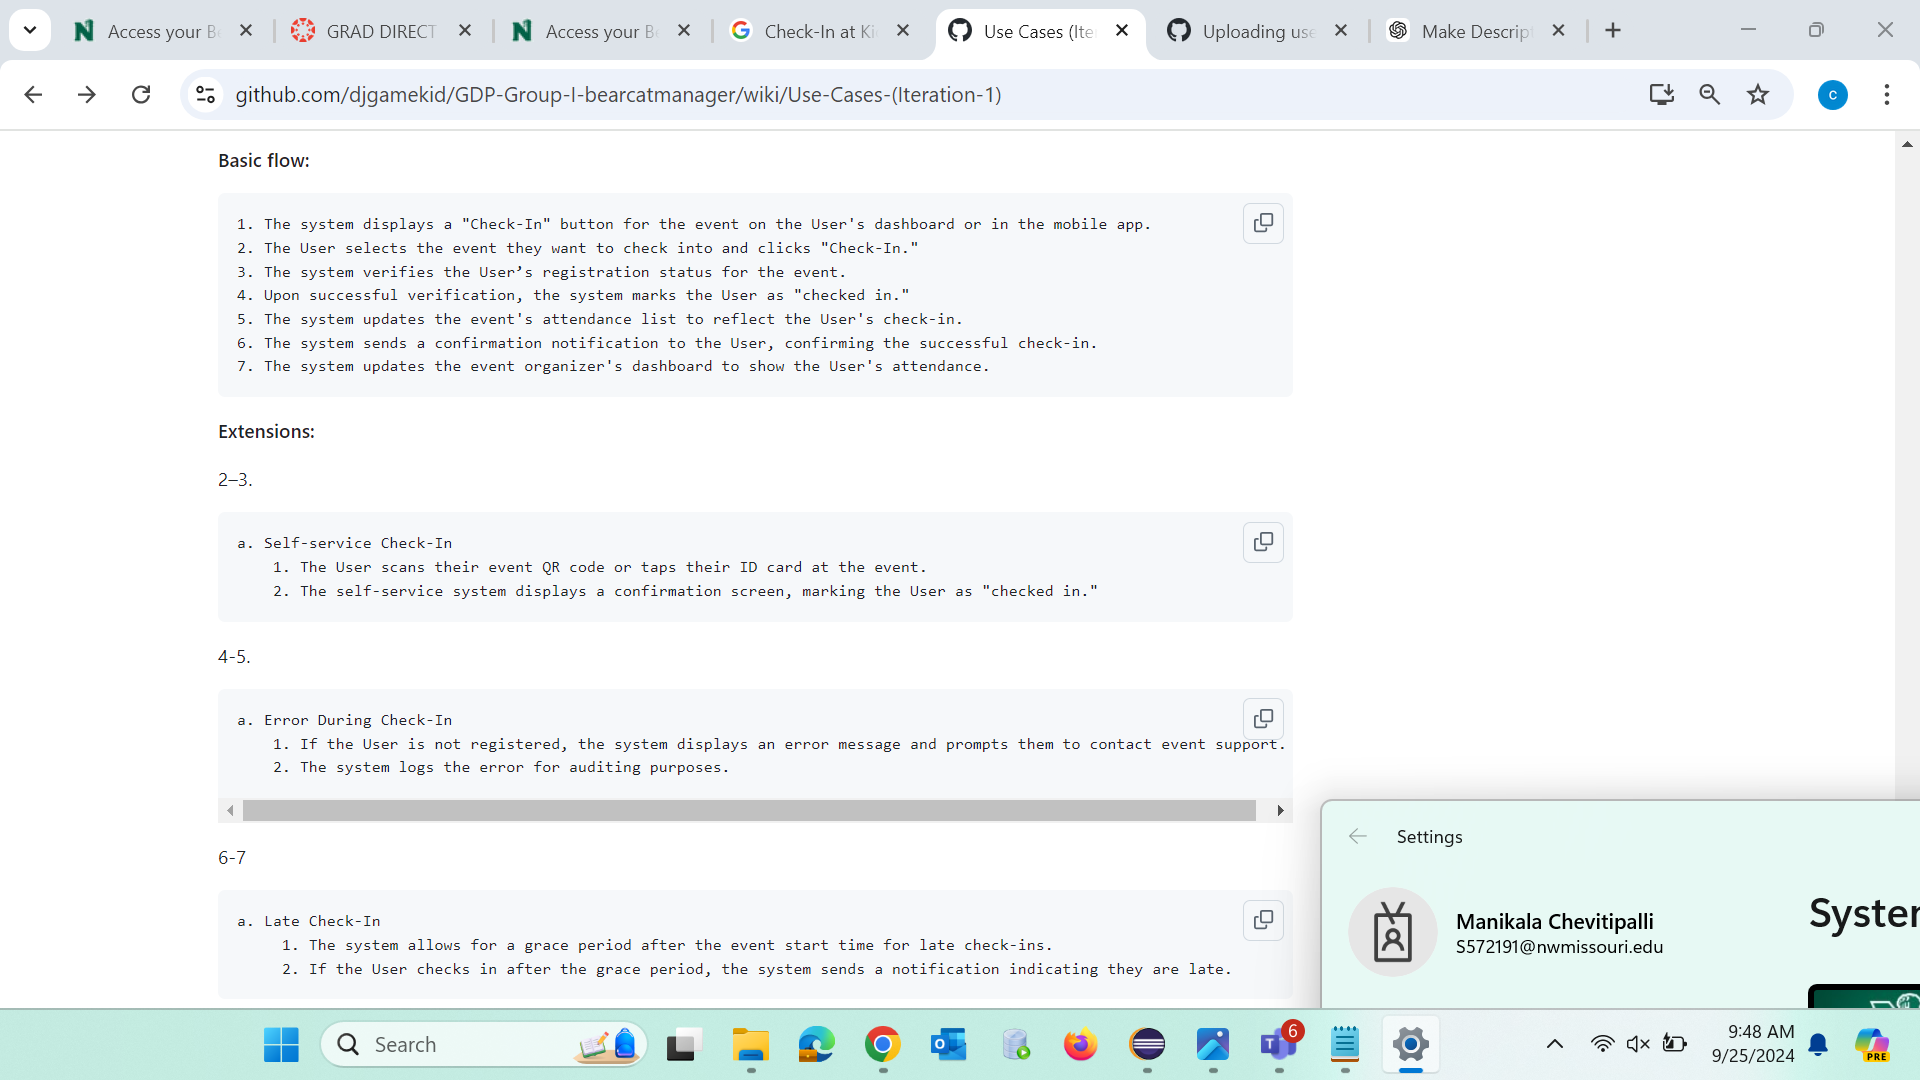 Access your Be
GRAD DIRECT
Access your Be
Check-In at Ki
Use Cases (Ite
Uploading use
Make Descript
github.com/djgamekid/GDP-Group-I-bearcatmanager/wiki/Use-Cases-(Iteration-1)
c
Basic flow:
1. The system displays a "Check-In" button for the event on the User's dashboard or in the mobile app.
2. The User selects the event they want to check into and clicks "Check-In."
3. The system verifies the User’s registration status for the event.
4. Upon successful verification, the system marks the User as "checked in."
5. The system updates the event's attendance list to reflect the User's check-in.
6. The system sends a confirmation notification to the User, confirming the successful check-in.
7. The system updates the event organizer's dashboard to show the User's attendance.
Extensions:
2–3.
a. Self-service Check-In
1. The User scans their event QR code or taps their ID card at the event.
2. The self-service system displays a confirmation screen, marking the User as "checked in."
4-5.
a. Error During Check-In
1. If the User is not registered, the system displays an error message and prompts them to contact event support.
2. The system logs the error for auditing purposes.
6-7
a. Late Check-In
1. The system allows for a grace period after the event start time for late check-ins.
2. If the User checks in after the grace period, the system sends a notification indicating they are late.
Settings
Manikala Chevitipalli
S572191@nwmissouri.edu
System
Search
6
9:48 AM
9/25/2024
PRE